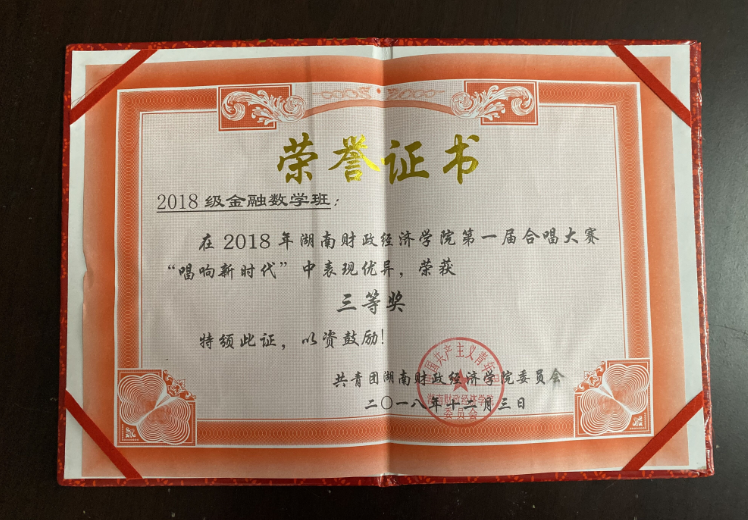 荣誉证书
2018级金融数学班:
在2018年湖南财政经济学院第一届合唱大赛
“唱响新时代”中表现优异,荣获
三等奖
特颁此证,以资鼓励!
共青团湖南财政经济学院委员会
二〇一八年十二月三日